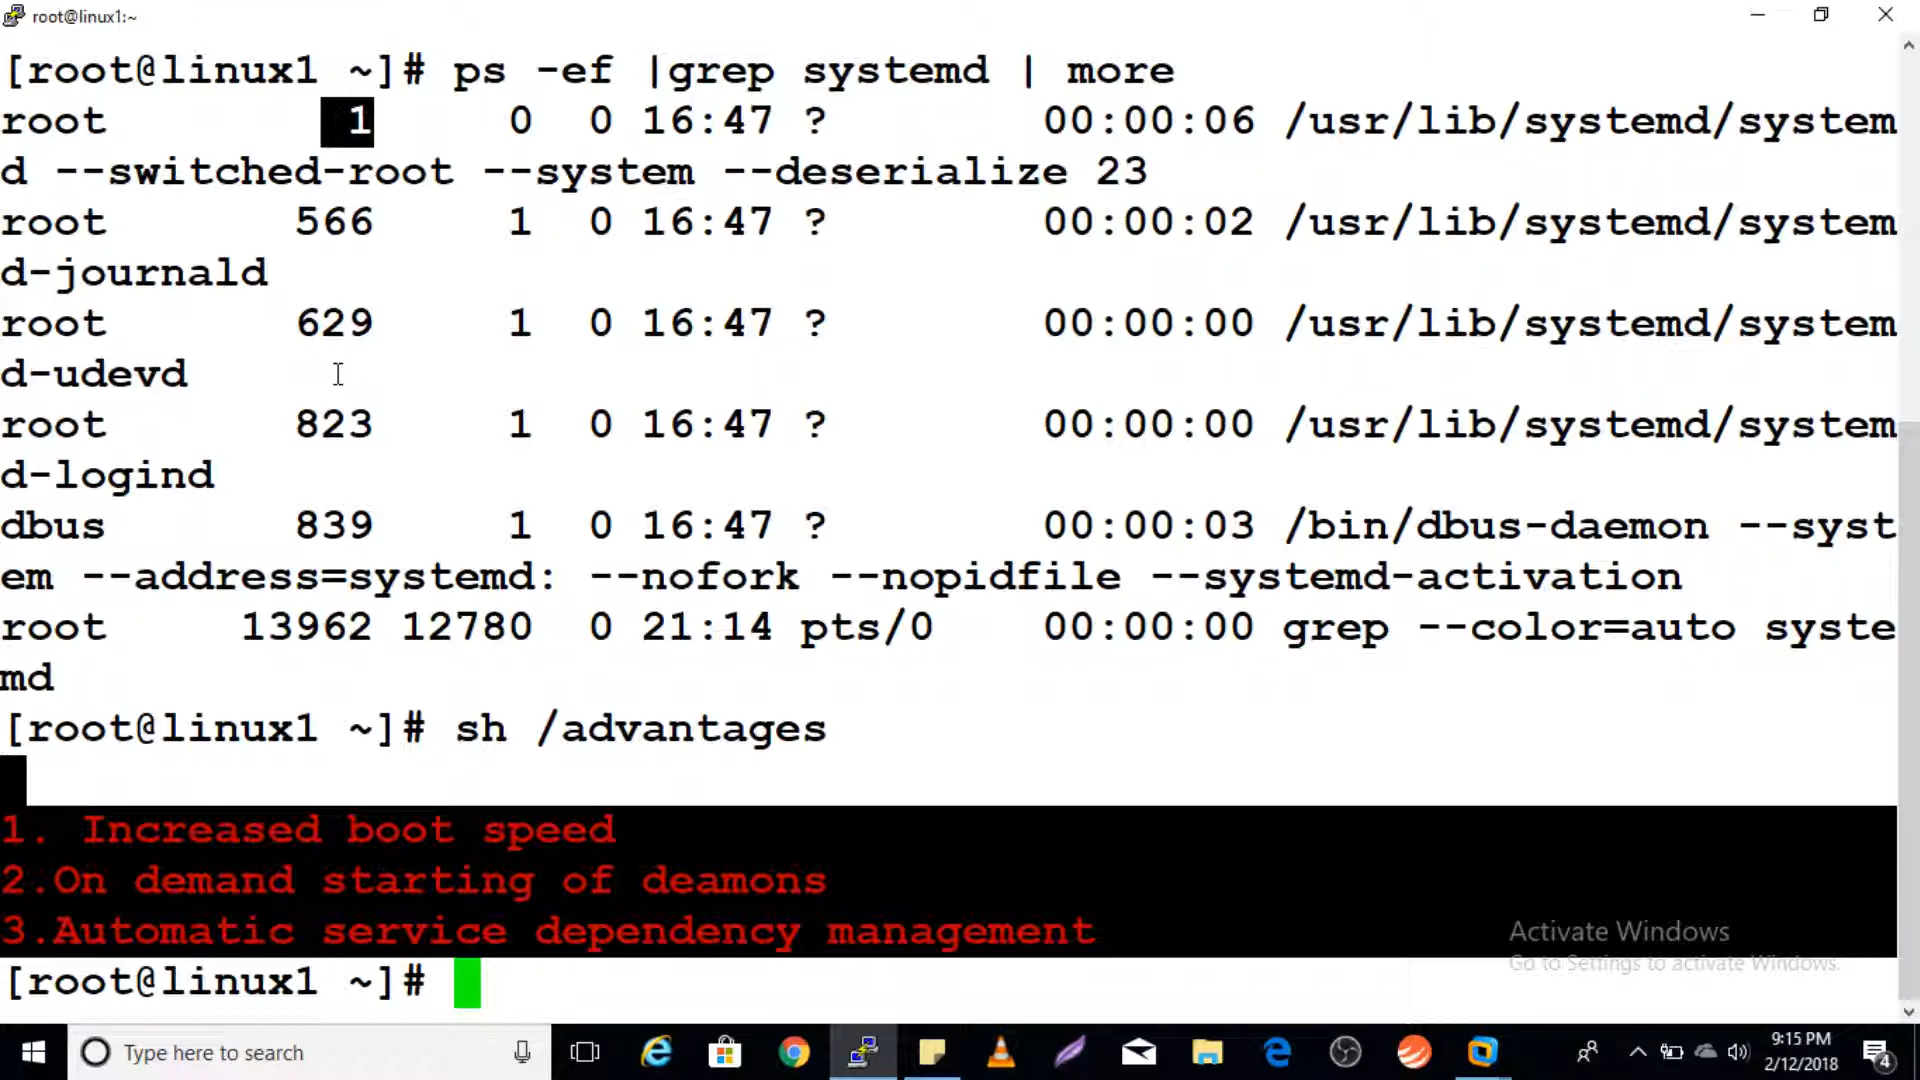 root@linux1:~
[root@linux1 ~]# ps -ef |grep systemd | more
root 1 0 0 16:47 ? 00:00:06 /usr/lib/systemd/system
d --switched-root --system --deserialize 23
root 566 1 0 16:47 ? 00:00:02 /usr/lib/systemd/system
d-journald
root 629 1 0 16:47 ? 00:00:00 /usr/lib/systemd/system
d-udevd
root 823 1 0 16:47 ? 00:00:00 /usr/lib/systemd/system
d-logind
dbus 839 1 0 16:47 ? 00:00:03 /bin/dbus-daemon --syst
em --address=systemd: --nofork --nopidfile --systemd-activation
root 13962 12780 0 21:14 pts/0 00:00:00 grep --color=auto syste
md
[root@linux1 ~]# sh /advantages
1. Increased boot speed
2.On demand starting of deamons
3.Automatic service dependency management
Activate Windows
Go to Settings to activate Windows.
[root@linux1 ~]#
Type here to search
9:15 PM
2/12/2018
4